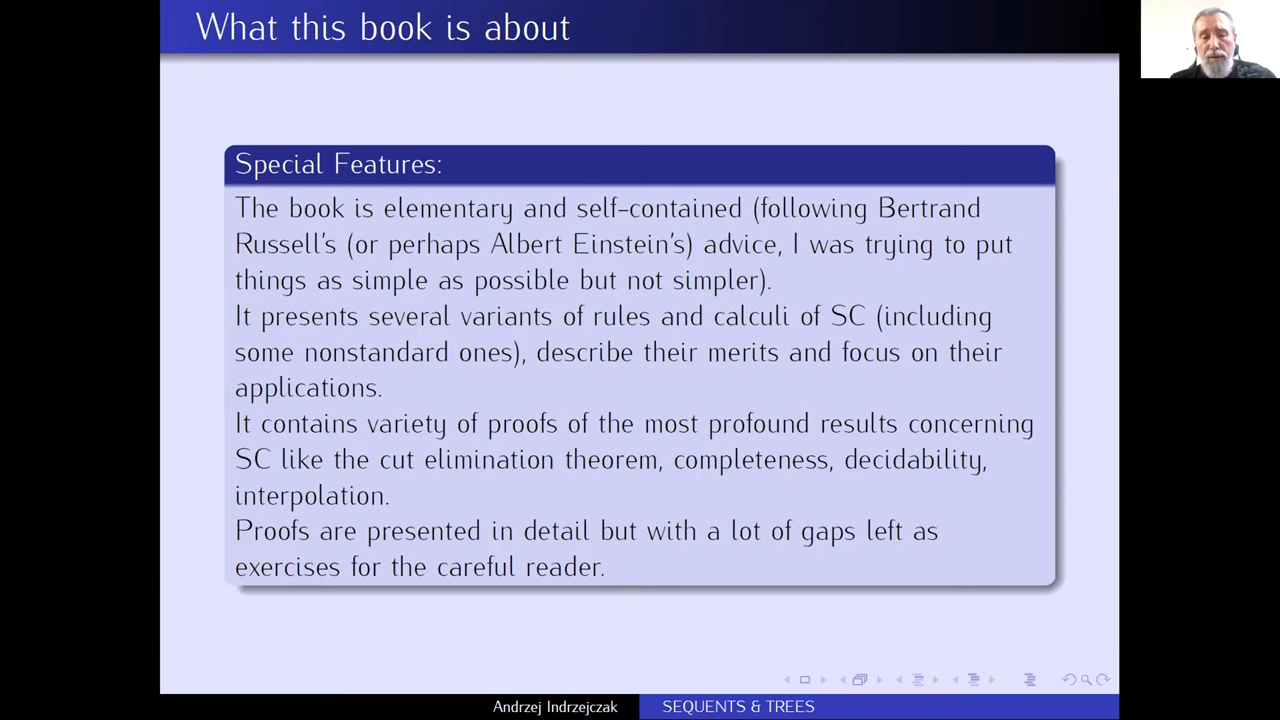 What this book is about
Special Features:
The book is elementary and self-contained (following Bertrand
Russell's (or perhaps Albert Einstein's) advice, I was trying to put
things as simple as possible but not simpler).
It presents several variants of rules and calculi of SC (including
some nonstandard ones), describe their merits and focus on their
applications.
It contains variety of proofs of the most profound results concerning
SC like the cut elimination theorem, completeness, decidability,
interpolation.
Proofs are presented in detail but with a lot of gaps left as
exercises for the careful reader.
Andrzej Indrzejczak
SEQUENTS & TREES